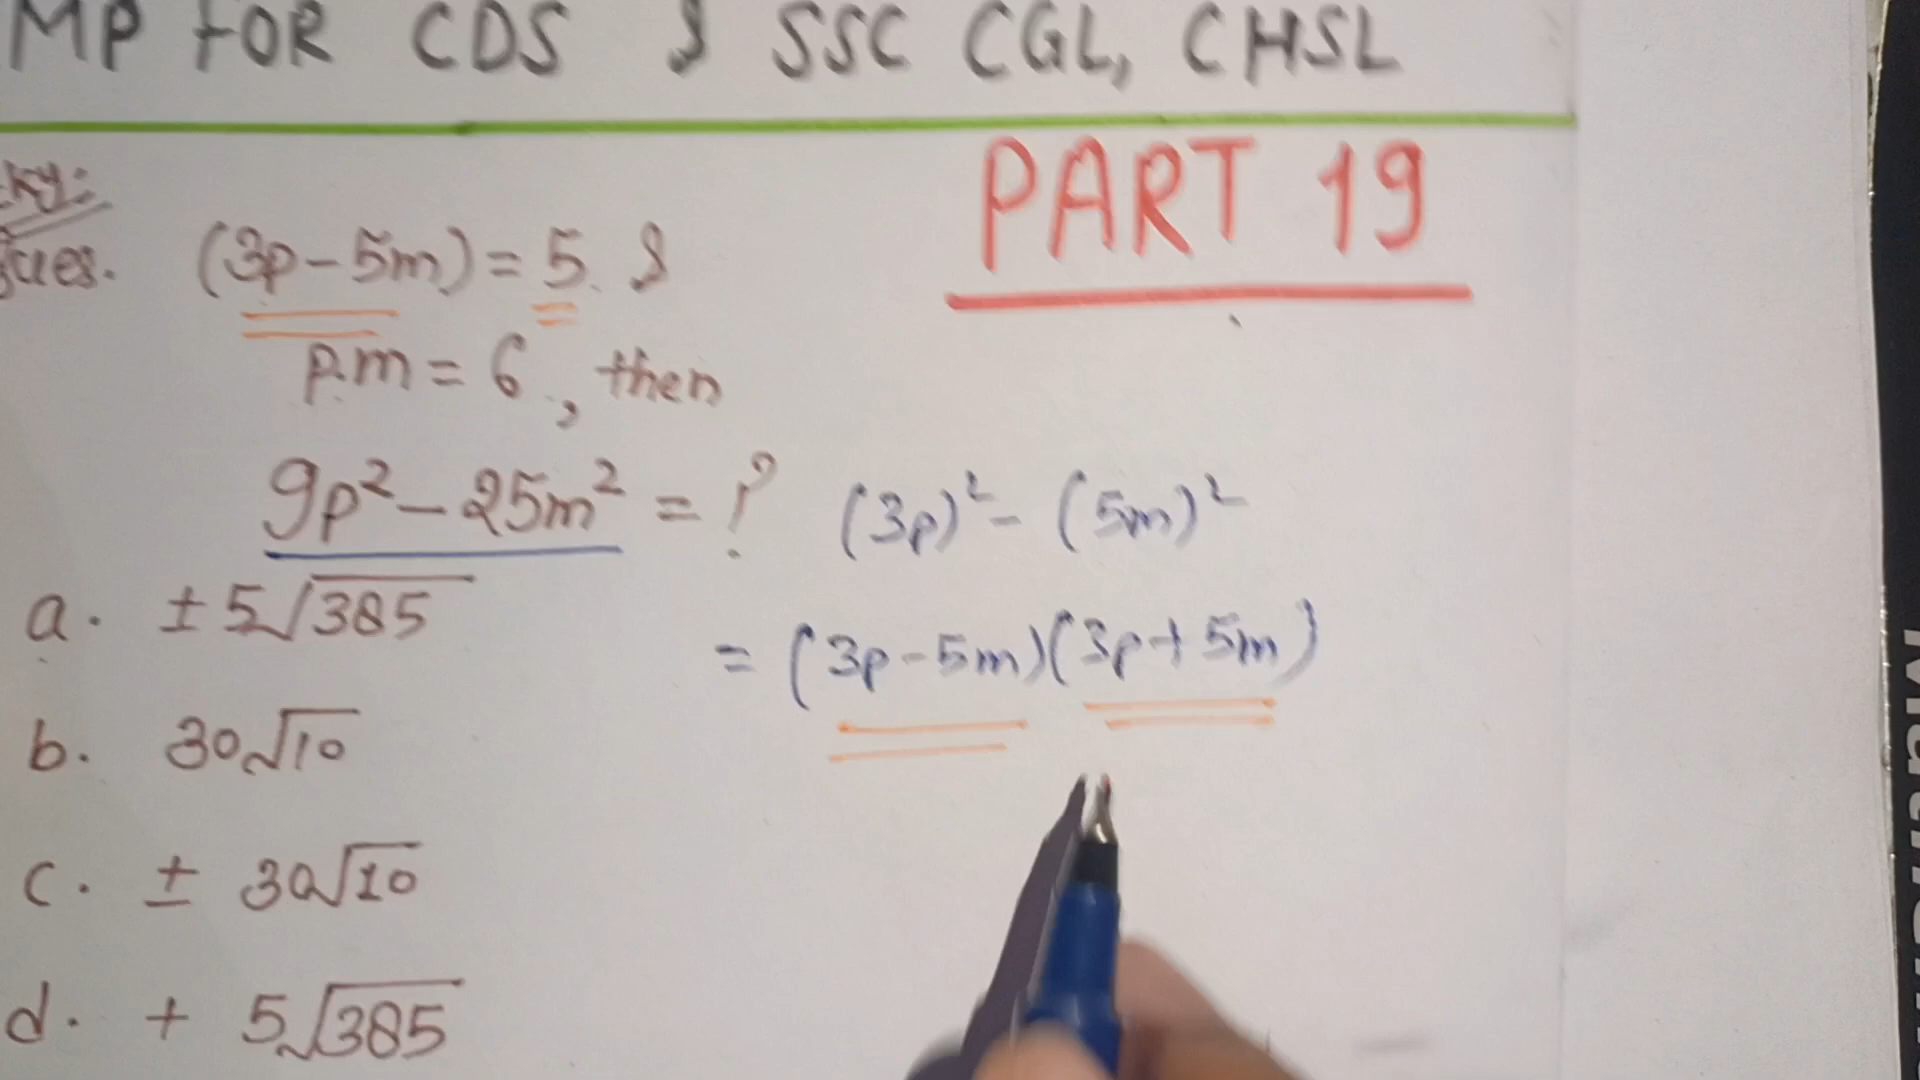 MP FOR CDS & SSC CGL, CHSL
PART 19
(3p-5m) = 5 &
p.m = 6, then
9p² - 25m² = ? (3p)² - (5m)²
= (3p-5m)(3p+5m)
a. ±5√385
b. 30√10
c. ± 30√10
d. + 5√385